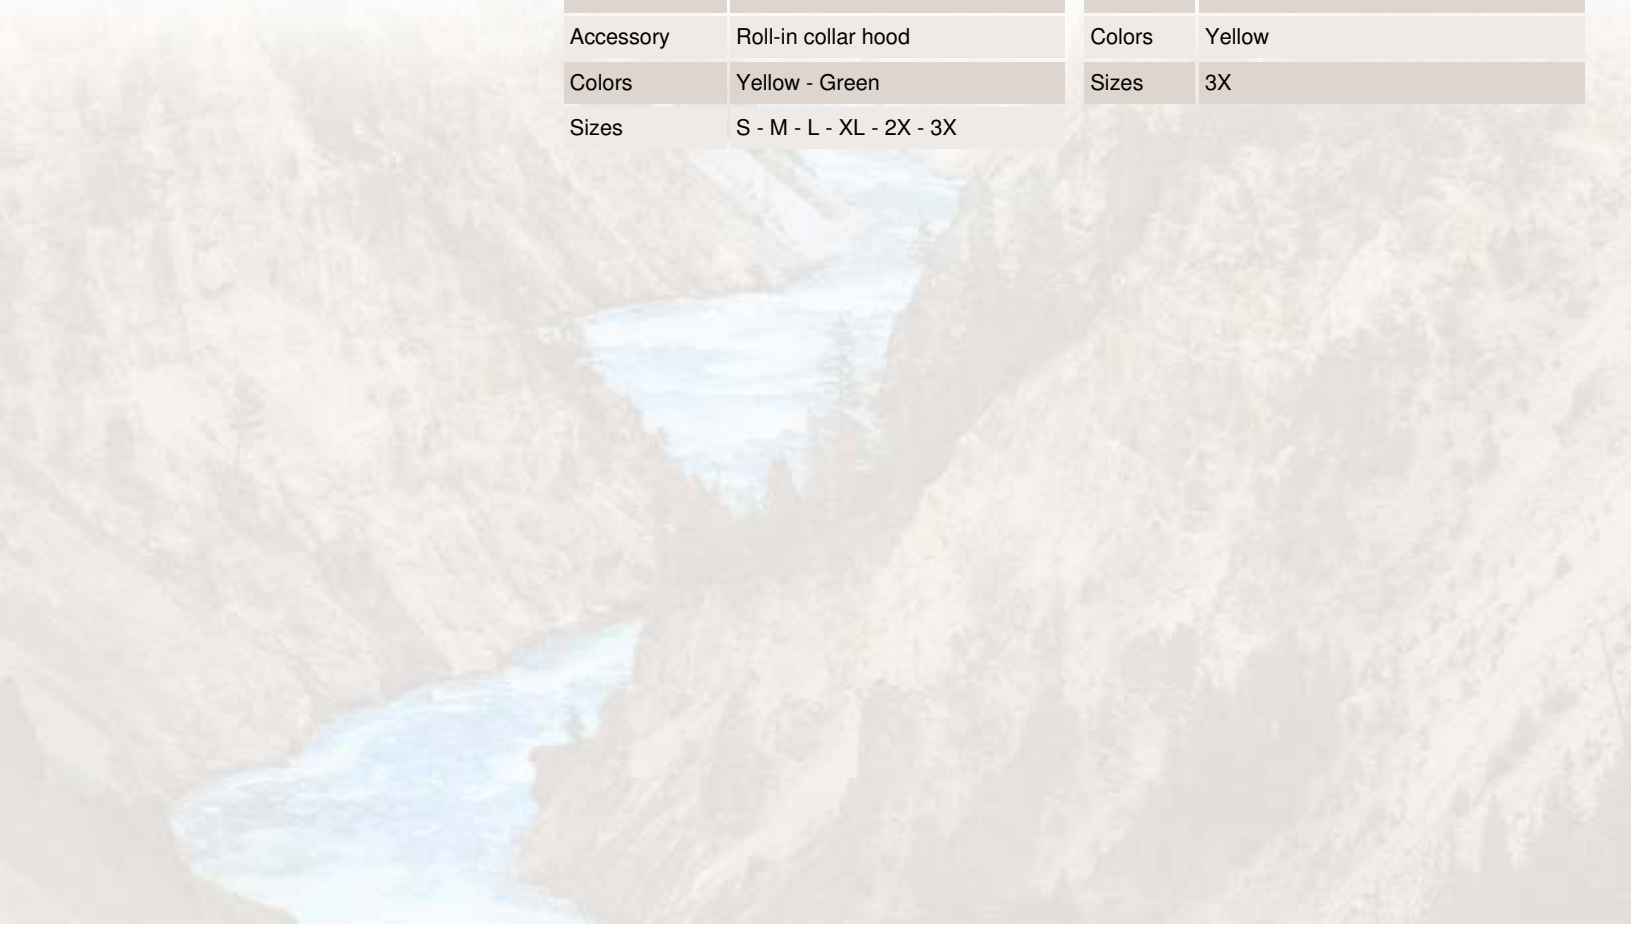 Accessory Roll-in collar hood
Colors Yellow - Green
Sizes S - M - L - XL - 2X - 3X
Colors Yellow
Sizes 3X